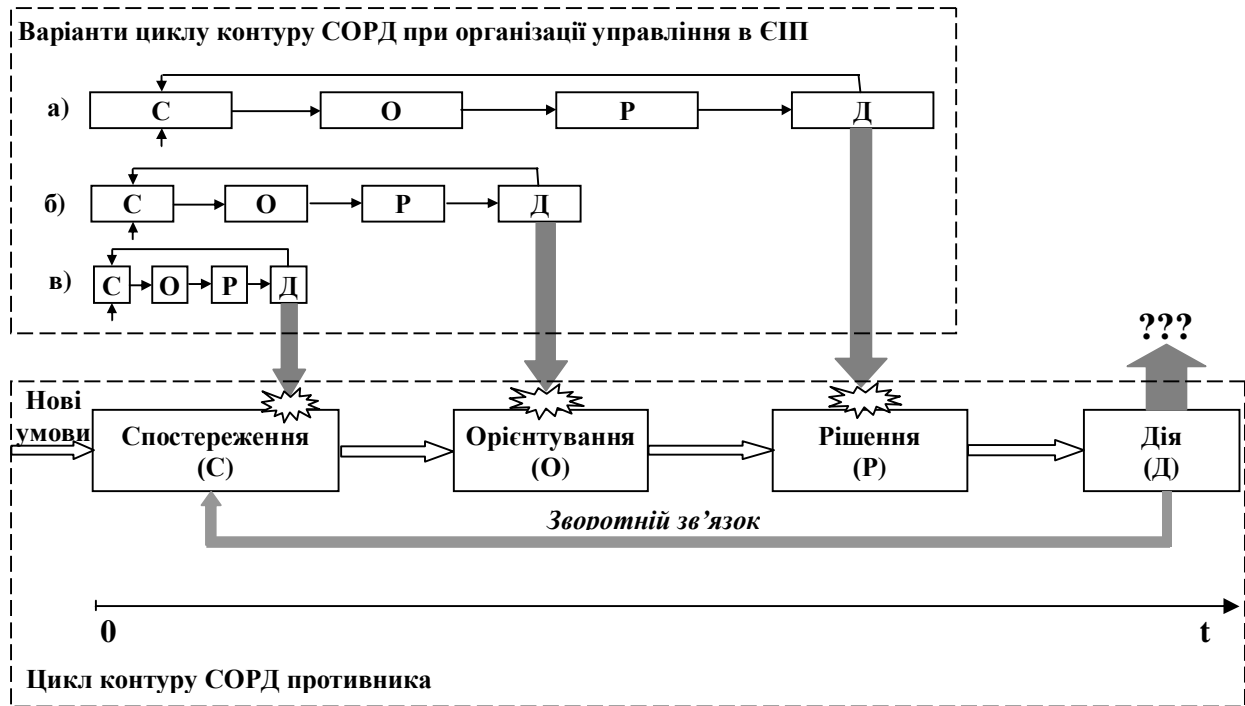 Варіанти циклу контуру СОРД при організації управління в ЄІП
а) С О Р Д
б) С О Р Д
в) С О Р Д
???
Нові
умови
Спостереження
(С)
Орієнтування
(О)
Рішення
(Р)
Дія
(Д)
Зворотній зв’язок
0 t
Цикл контуру СОРД противника